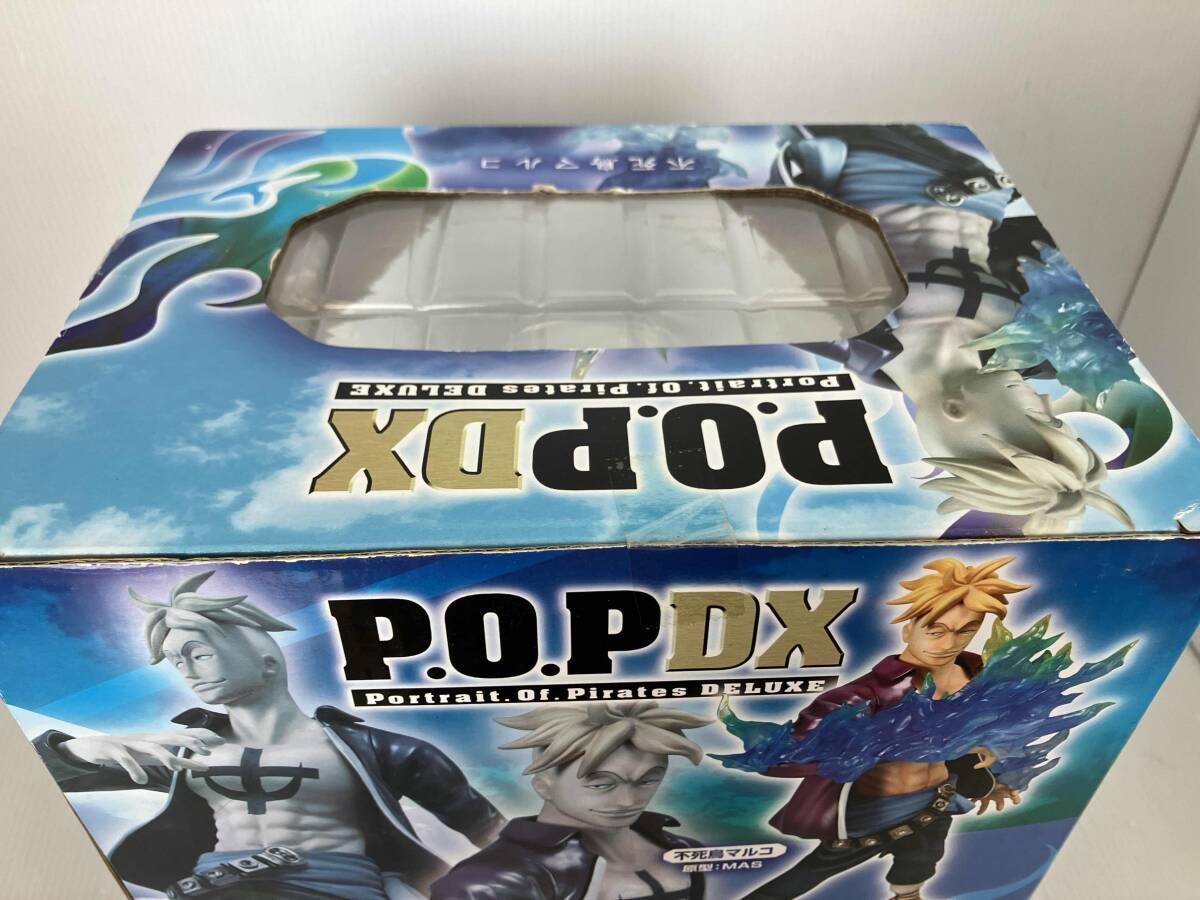 不死鳥マルコ
Portrait.Of.Pirates DELUXE
P.O.PDX
P.O.PDX
Portrait.Of.Pirates DELUXE
不死鳥マルコ
原型:MAS